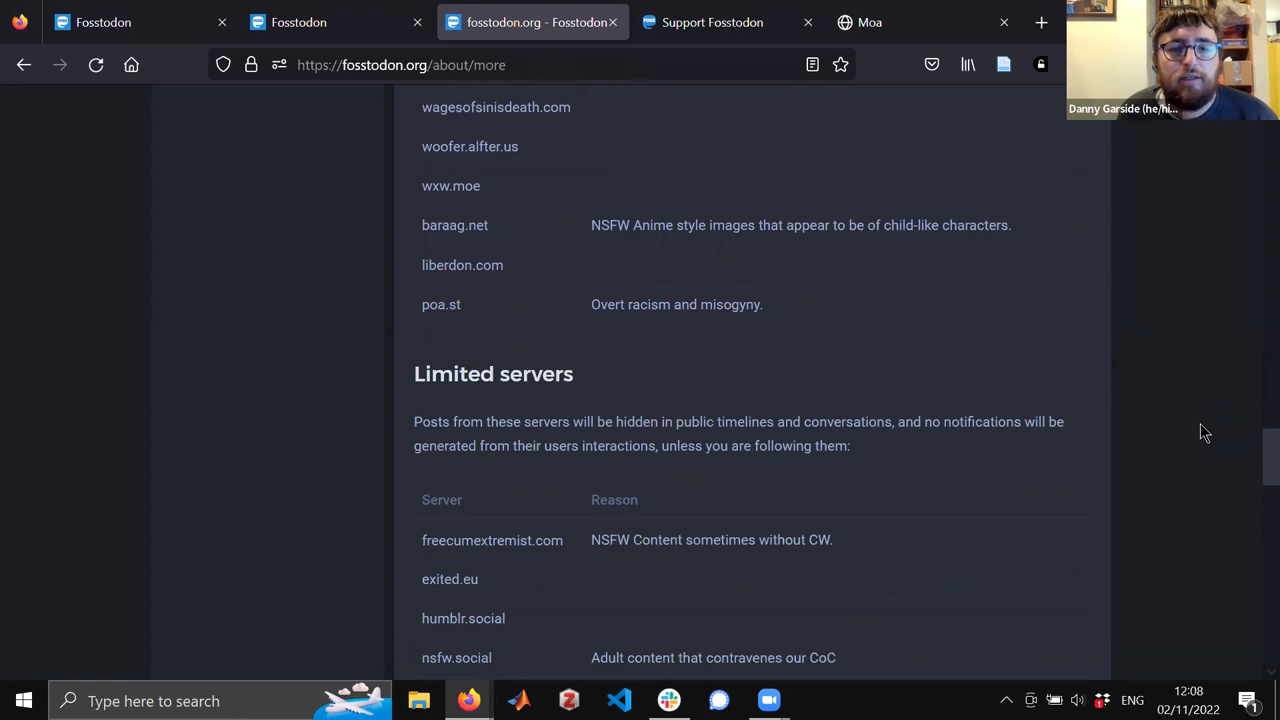 Fosstodon
Fosstodon
fosstodon.org - Fosstodon
Support Fosstodon
Moa
https://fosstodon.org/about/more
Danny Garside (he/hi...
wagesofsinisdeath.com
woofer.alfter.us
wxw.moe
baraag.net NSFW Anime style images that appear to be of child-like characters.
liberdon.com
poa.st Overt racism and misogyny.
Limited servers
Posts from these servers will be hidden in public timelines and conversations, and no notifications will be
generated from their users interactions, unless you are following them:
Server Reason
freecumextremist.com NSFW Content sometimes without CW.
exited.eu
humblr.social
nsfw.social Adult content that contravenes our CoC
Type here to search
ENG
12:08
02/11/2022
1